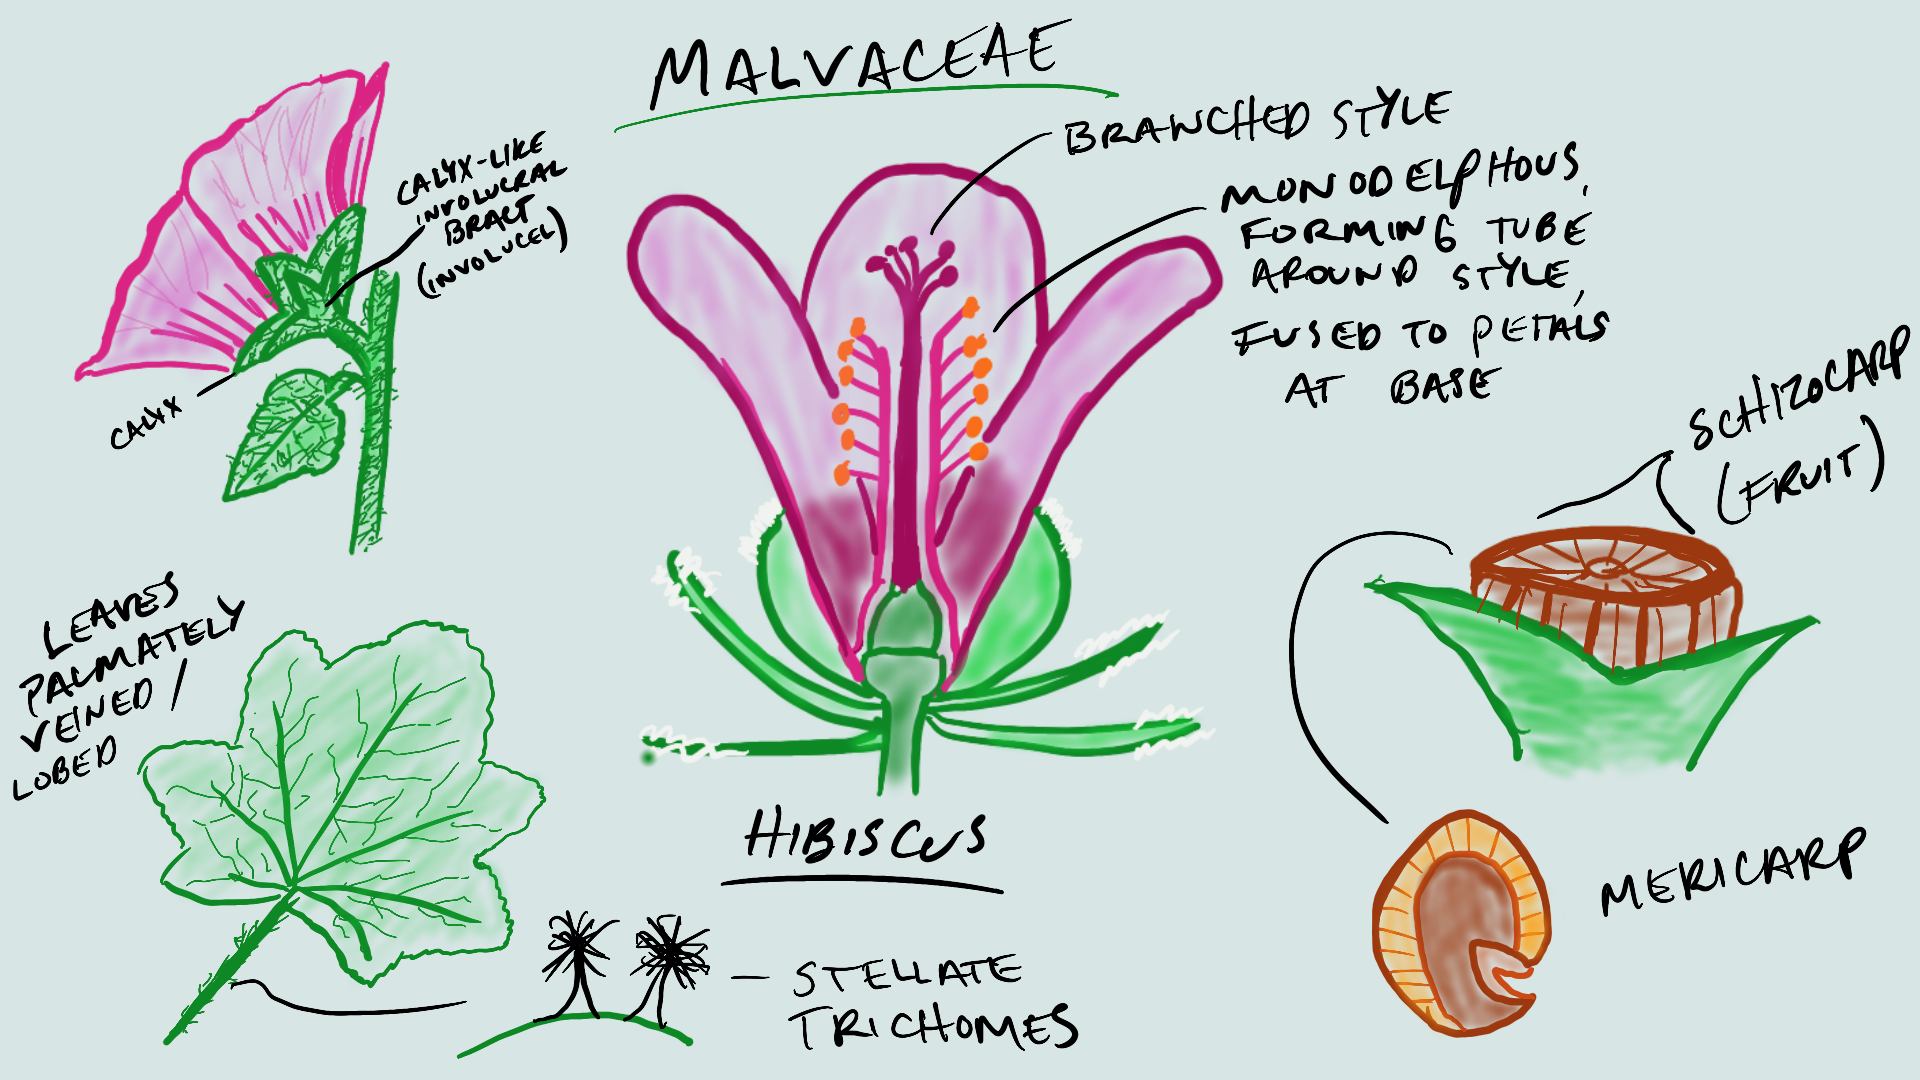 MALVACEAE
BRANCHED STYLE
MONODELPHOUS,
FORMING TUBE
AROUND STYLE,
FUSED TO PETALS
AT BASE
CALYX-LIKE
INVOLUCRAL
BRACT
(INVOLUCEL)
CALYX
SCHIZOCARP
(FRUIT)
LEAVES
PALMATELY
VEINED /
LOBED
HIBISCUS
MERICARP
STELLATE
TRICHOMES